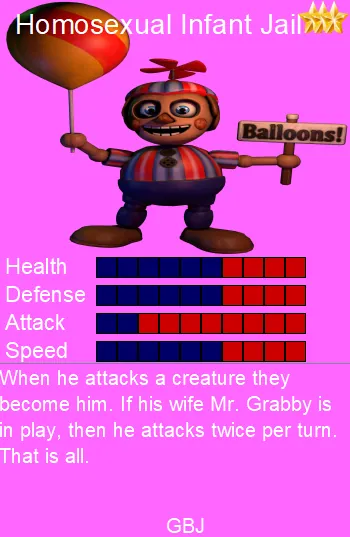 Homosexual Infant Jail
Balloons!
Health
Defense
Attack
Speed
When he attacks a creature they
become him. If his wife Mr. Grabby is
in play, then he attacks twice per turn.
That is all.
GBJ